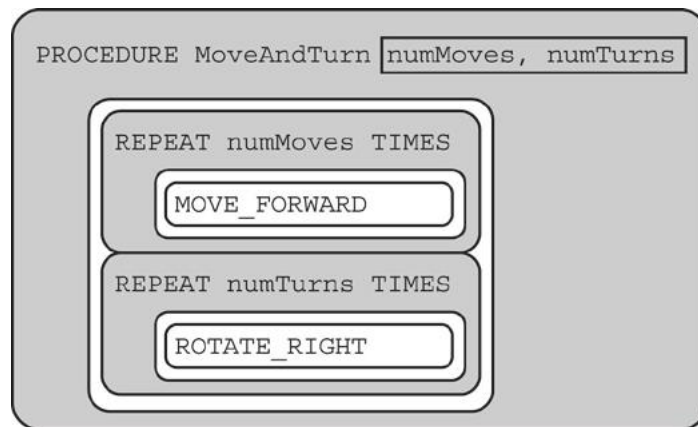 PROCEDURE MoveAndTurn numMoves, numTurns
REPEAT numMoves TIMES
MOVE_FORWARD
REPEAT numTurns TIMES
ROTATE_RIGHT